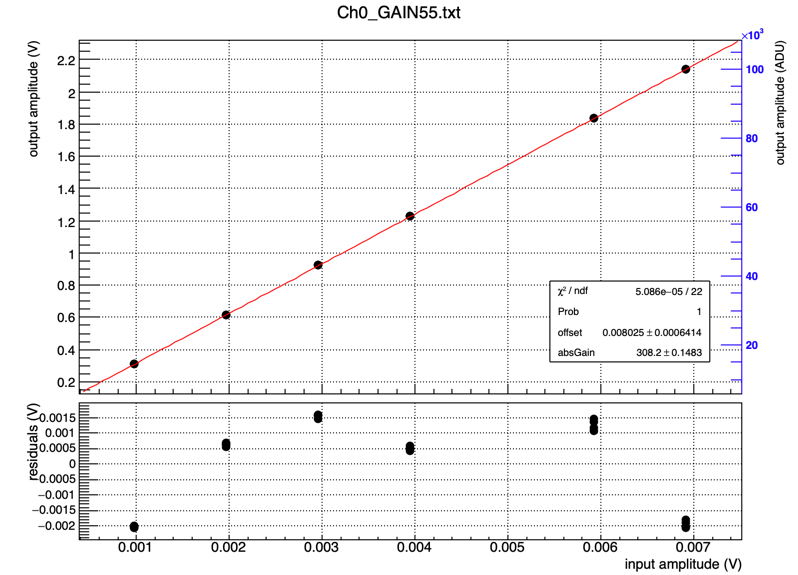 Ch0_GAIN55.txt
output amplitude (V)
2.2
2
1.8
1.6
1.4
1.2
1
0.8
0.6
0.4
0.2
×10³
100
80
60
40
20
output amplitude (ADU)
χ² / ndf 5.086e−05 / 22
Prob 1
offset 0.008025 ± 0.0006414
absGain 308.2 ± 0.1483
residuals (V)
0.0015
0.001
0.0005
0
−0.0005
−0.001
−0.0015
−0.002
0.001 0.002 0.003 0.004 0.005 0.006 0.007
input amplitude (V)